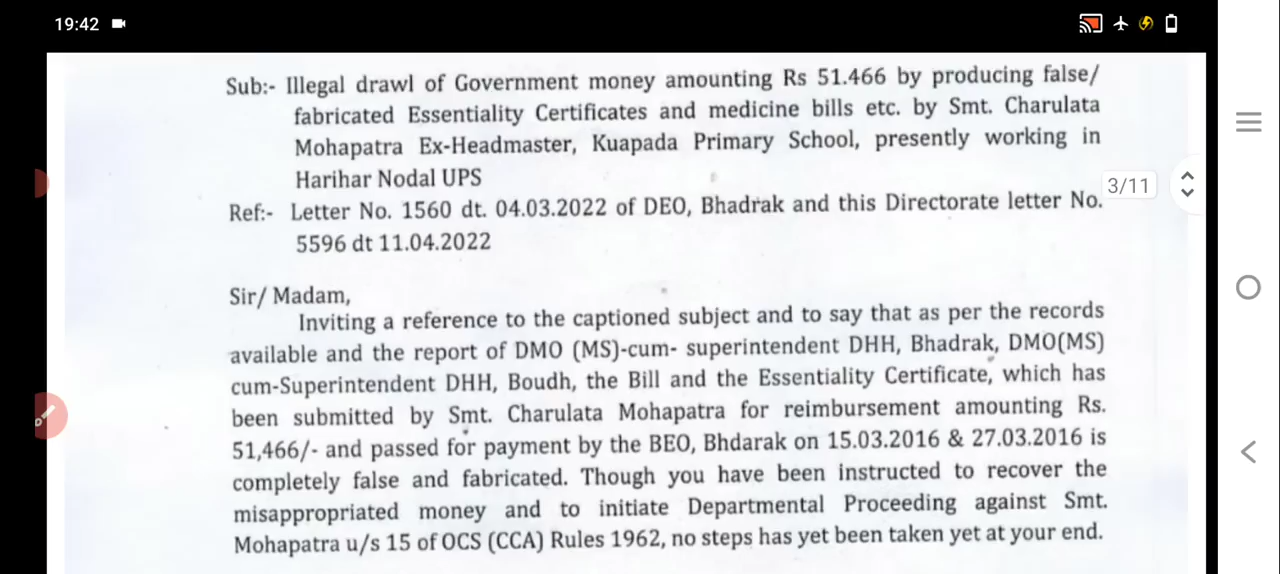 19:42
Sub:- Illegal drawl of Government money amounting Rs 51.466 by producing false/
fabricated Essentiality Certificates and medicine bills etc. by Smt. Charulata
Mohapatra Ex-Headmaster, Kuapada Primary School, presently working in
Harihar Nodal UPS
3/11
Ref:- Letter No. 1560 dt. 04.03.2022 of DEO, Bhadrak and this Directorate letter No.
5596 dt 11.04.2022
Sir/ Madam,
Inviting a reference to the captioned subject and to say that as per the records
available and the report of DMO (MS)-cum- superintendent DHH, Bhadrak, DMO(MS)
cum-Superintendent DHH, Boudh, the Bill and the Essentiality Certificate, which has
been submitted by Smt. Charulata Mohapatra for reimbursement amounting Rs.
51,466/- and passed for payment by the BEO, Bhdarak on 15.03.2016 & 27.03.2016 is
completely false and fabricated. Though you have been instructed to recover the
misappropriated money and to initiate Departmental Proceeding against Smt.
Mohapatra u/s 15 of OCS (CCA) Rules 1962, no steps has yet been taken yet at your end.